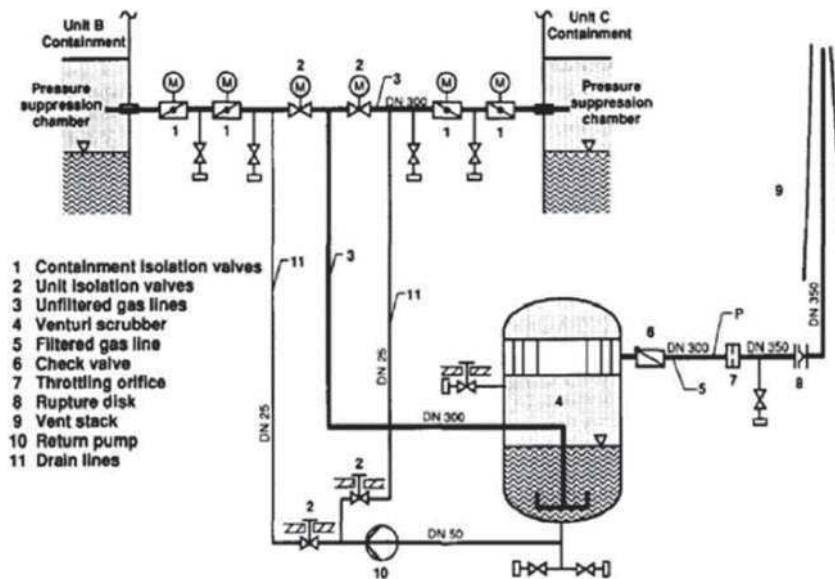 Unit B
Containment
Unit C
Containment
Pressure
suppression
chamber
Pressure
suppression
chamber
M
M
2
M
2
M
3
DN 300
M
M
1
1
1
1
9
11
3
11
DN 25
DN 25
DN 300
DN 350
P
6
DN 300
5
7
DN 350
8
4
2
2
DN 50
10
1 Containment isolation valves
2 Unit isolation valves
3 Unfiltered gas lines
4 Venturi scrubber
5 Filtered gas line
6 Check valve
7 Throttling orifice
8 Rupture disk
9 Vent stack
10 Return pump
11 Drain lines